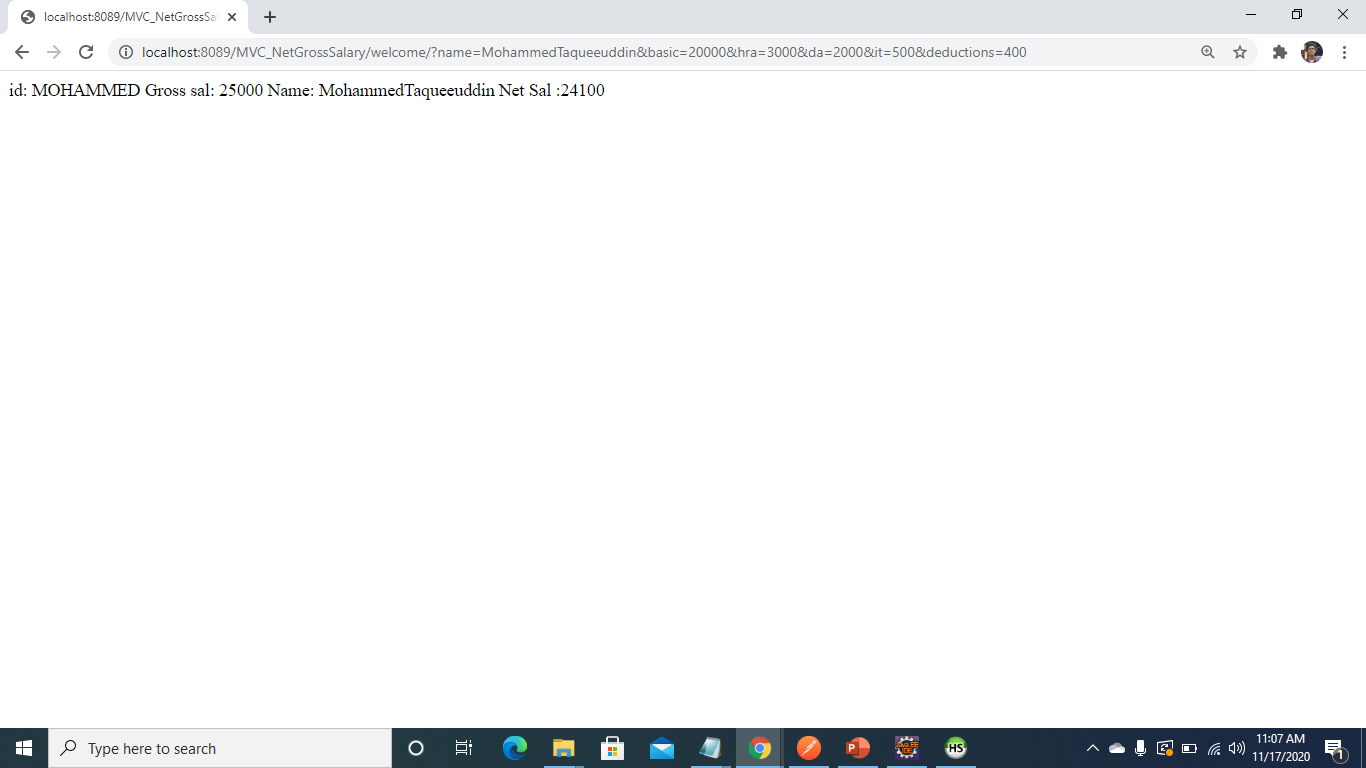 localhost:8089/MVC_NetGrossSa
localhost:8089/MVC_NetGrossSalary/welcome/?name=MohammedTaqueeuddin&basic=20000&hra=3000&da=2000&it=500&deductions=400
id: MOHAMMED Gross sal: 25000 Name: MohammedTaqueeuddin Net Sal :24100
Type here to search
HS
11:07 AM
11/17/2020
1